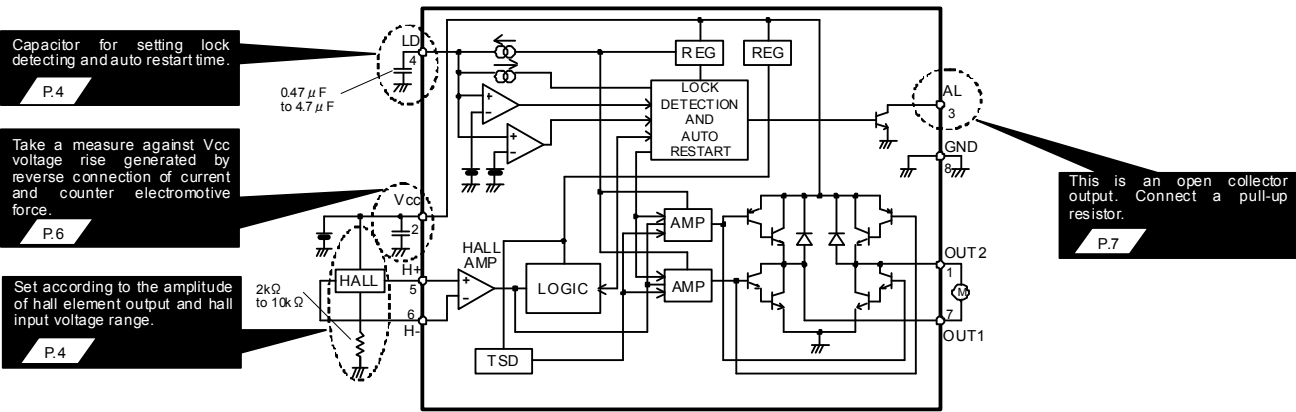 Capacitor for setting lock
detecting and auto restart time.
P.4
Take a measure against Vcc
voltage rise generated by
reverse connection of current
and counter electromotive
force.
P.6
Set according to the amplitude
of hall element output and hall
input voltage range.
P.4
LD
4
0.47μF
to 4.7μF
Vcc
2
H+
5
HALL
2kΩ
to 10kΩ
6
H-
REG
REG
LOCK
DETECTION
AND
AUTO
RESTART
HALL
AMP
LOGIC
TSD
AMP
AMP
AL
3
GND
8
OUT2
1
M
7
OUT1
This is an open collector
output. Connect a pull-up
resistor.
P.7